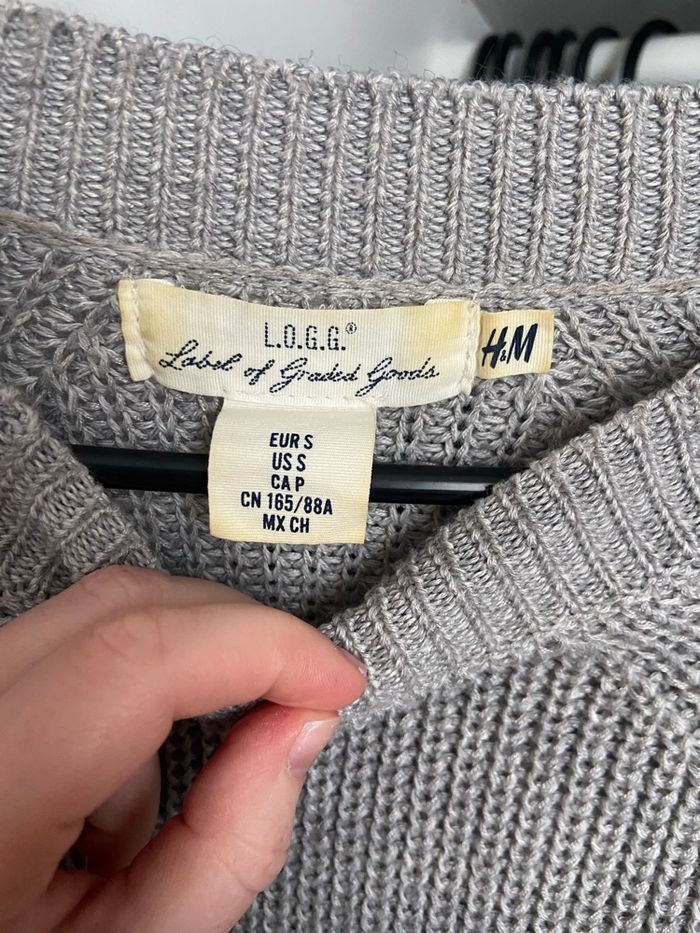 L.O.G.G.®
Label of Graded Goods
H&M
EUR S
US S
CA P
CN 165/88A
MX CH